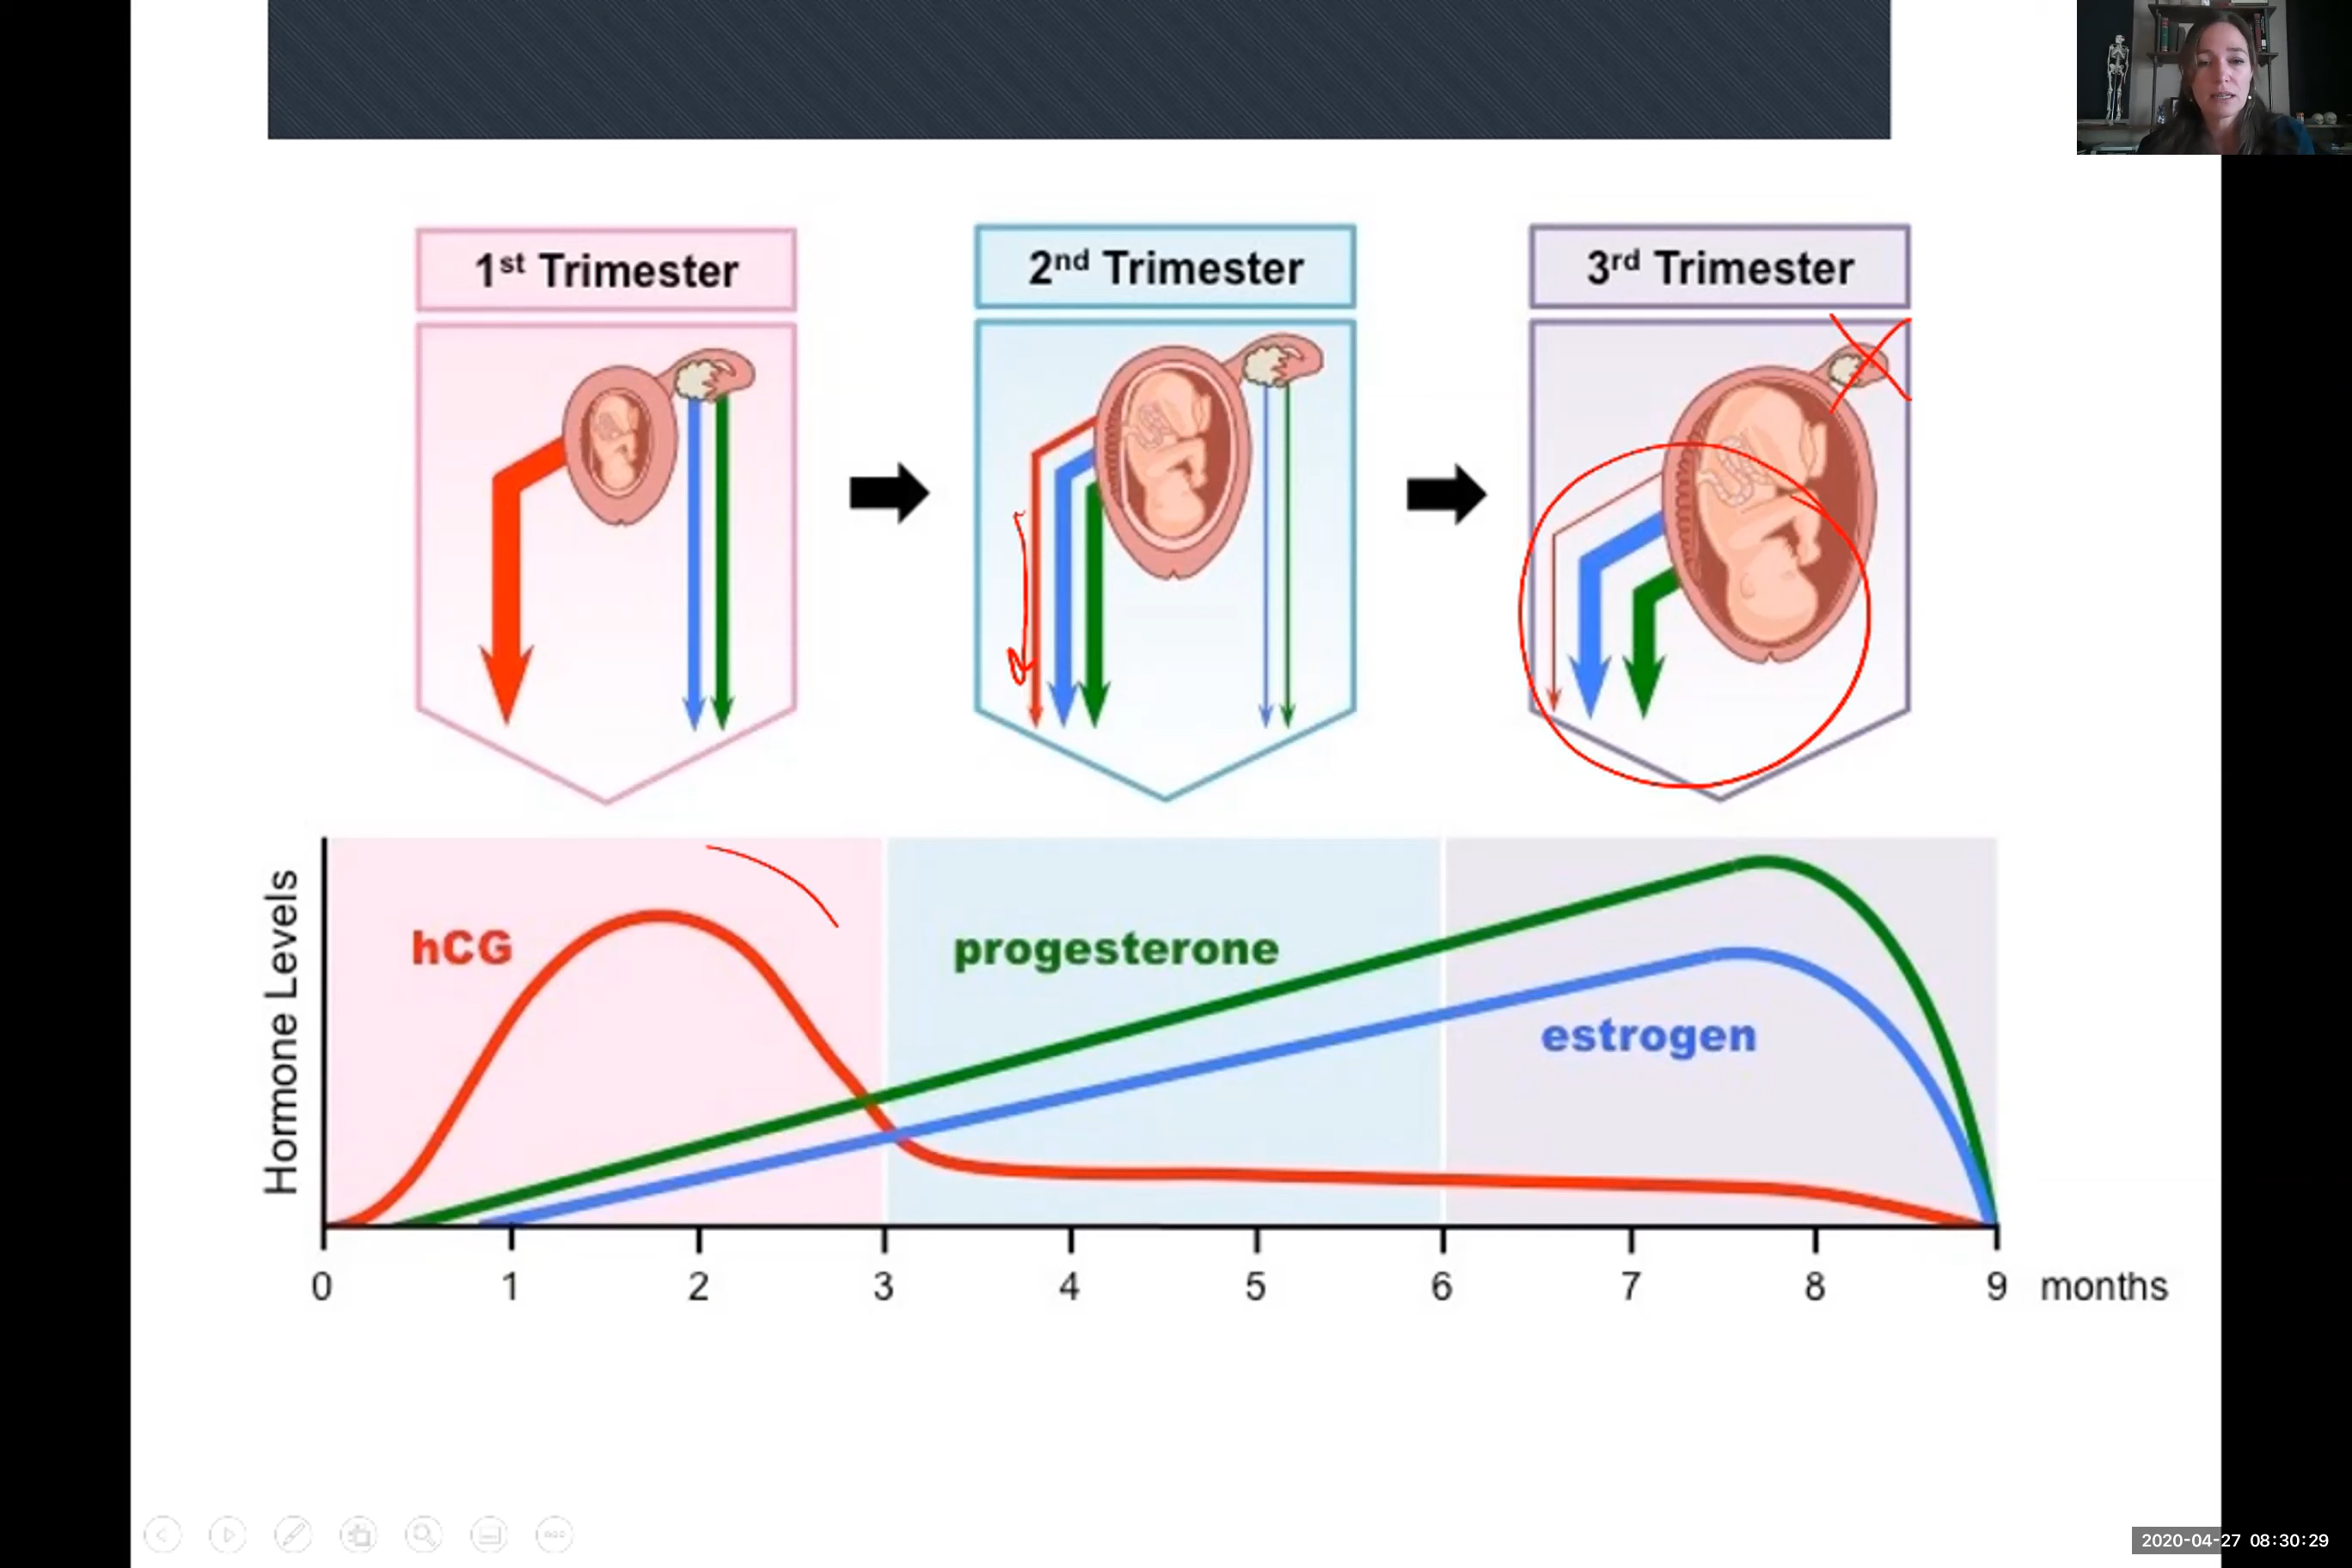 1st Trimester
2nd Trimester
3rd Trimester
Hormone Levels
hCG
progesterone
estrogen
0 1 2 3 4 5 6 7 8 9 months
2020-04-27 08:30:29